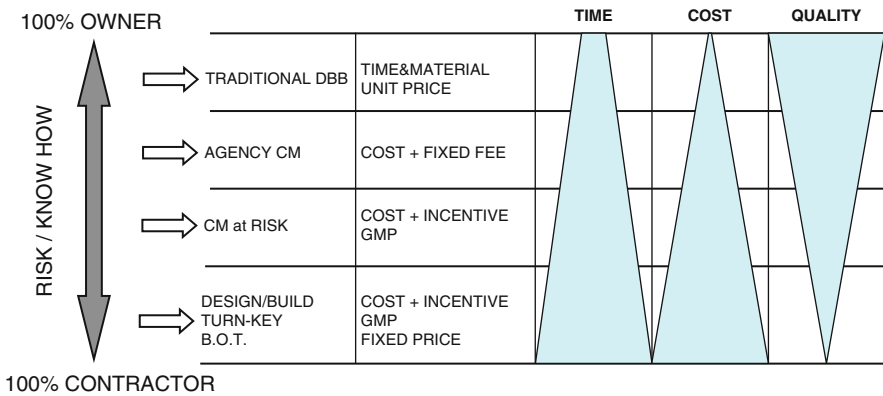 TIME COST QUALITY
100% OWNER
RISK / KNOW HOW
TRADITIONAL DBB
TIME&MATERIAL
UNIT PRICE
AGENCY CM
COST + FIXED FEE
CM at RISK
COST + INCENTIVE
GMP
DESIGN/BUILD
TURN-KEY
B.O.T.
COST + INCENTIVE
GMP
FIXED PRICE
100% CONTRACTOR